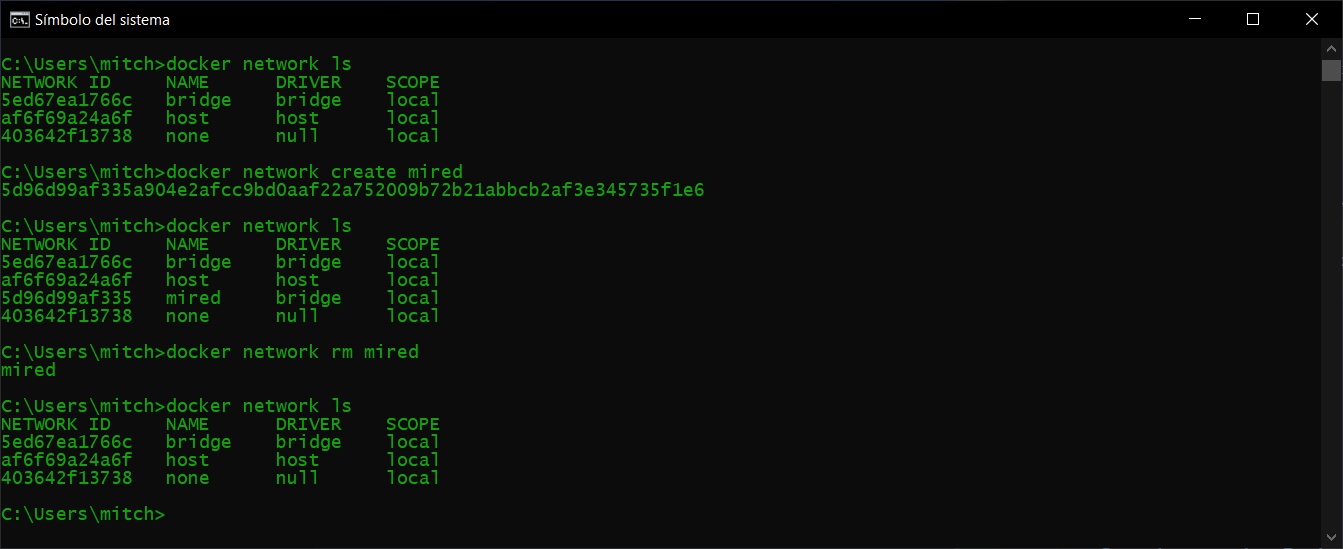 Símbolo del sistema
C:\Users\mitch>docker network ls
NETWORK ID     NAME      DRIVER    SCOPE
5ed67ea1766c   bridge    bridge    local
af6f69a24a6f   host      host      local
403642f13738   none      null      local
C:\Users\mitch>docker network create mired
5d96d99af335a904e2afcc9bd0aaf22a752009b72b21abbcb2af3e345735f1e6
C:\Users\mitch>docker network ls
NETWORK ID     NAME      DRIVER    SCOPE
5ed67ea1766c   bridge    bridge    local
af6f69a24a6f   host      host      local
5d96d99af335   mired     bridge    local
403642f13738   none      null      local
C:\Users\mitch>docker network rm mired
mired
C:\Users\mitch>docker network ls
NETWORK ID     NAME      DRIVER    SCOPE
5ed67ea1766c   bridge    bridge    local
af6f69a24a6f   host      host      local
403642f13738   none      null      local
C:\Users\mitch>